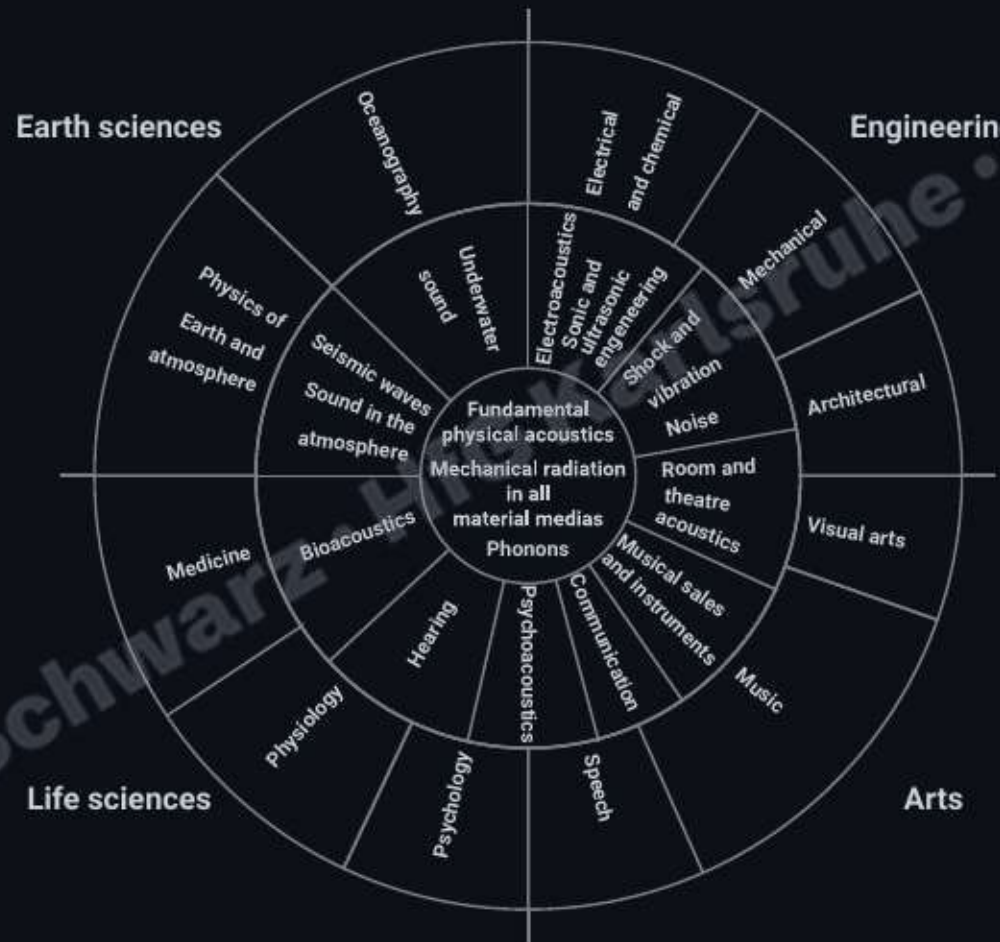 Earth sciences
Engineerin
Oceanography
Electrical
and chemical
Mechanical
Architectural
Physics of
Earth and
atmosphere
Underwater
sound
Electroacoustics
Sonic and
ultrasonic
engeneering
Shock and
vibration
Noise
Seismic waves
Sound in the
atmosphere
Fundamental
physical acoustics
Mechanical radiation
in all
material medias
Phonons
Room and
theatre
acoustics
Visual arts
Musical sales
and instruments
Music
Medicine
Bioacoustics
Hearing
Psychoacoustics
Communication
Physiology
Psychology
Speech
Life sciences
Arts
chwarz · HfG Karlsruhe ·